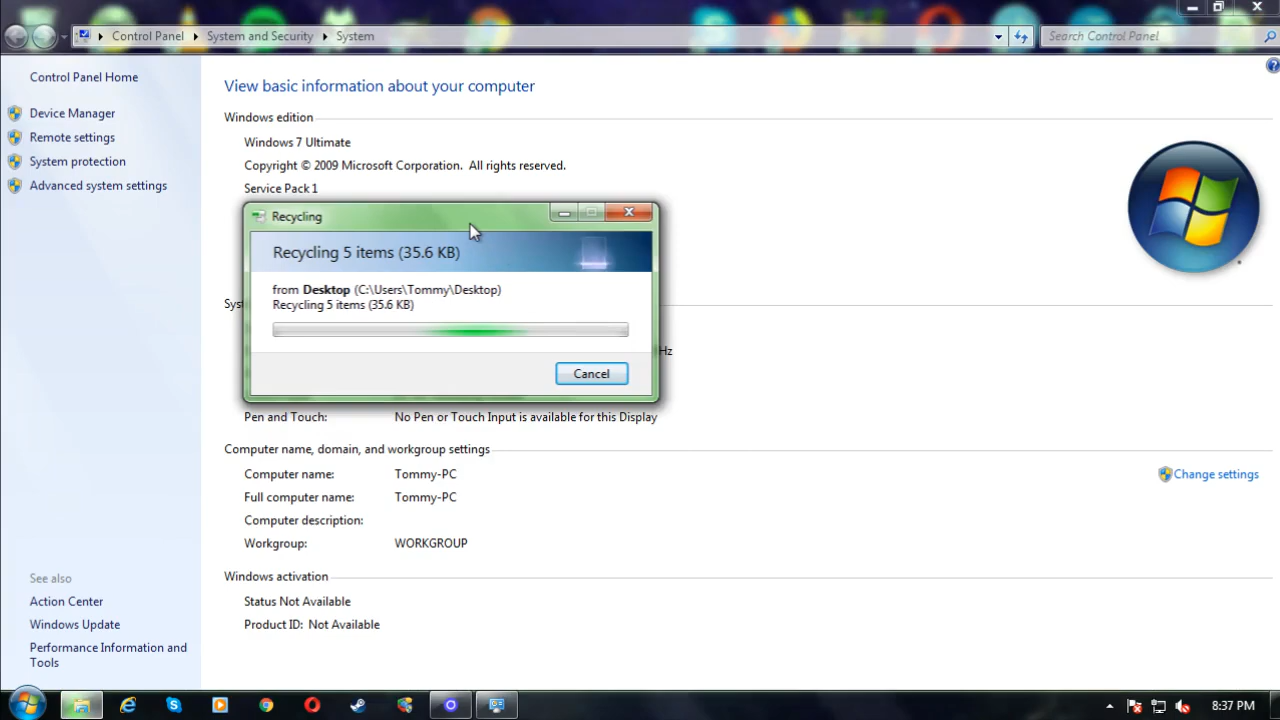 Control Panel System and Security System
Search Control Panel
Control Panel Home
Device Manager
Remote settings
System protection
Advanced system settings
View basic information about your computer
Windows edition
Windows 7 Ultimate
Copyright © 2009 Microsoft Corporation. All rights reserved.
Service Pack 1
Recycling
Recycling 5 items (35.6 KB)
from Desktop (C:\Users\Tommy\Desktop)
Recycling 5 items (35.6 KB)
Cancel
Hz
Pen and Touch: No Pen or Touch Input is available for this Display
Computer name, domain, and workgroup settings
Computer name: Tommy-PC
Change settings
Full computer name: Tommy-PC
Computer description:
Workgroup: WORKGROUP
Windows activation
Status Not Available
Product ID: Not Available
See also
Action Center
Windows Update
Performance Information and
Tools
8:37 PM